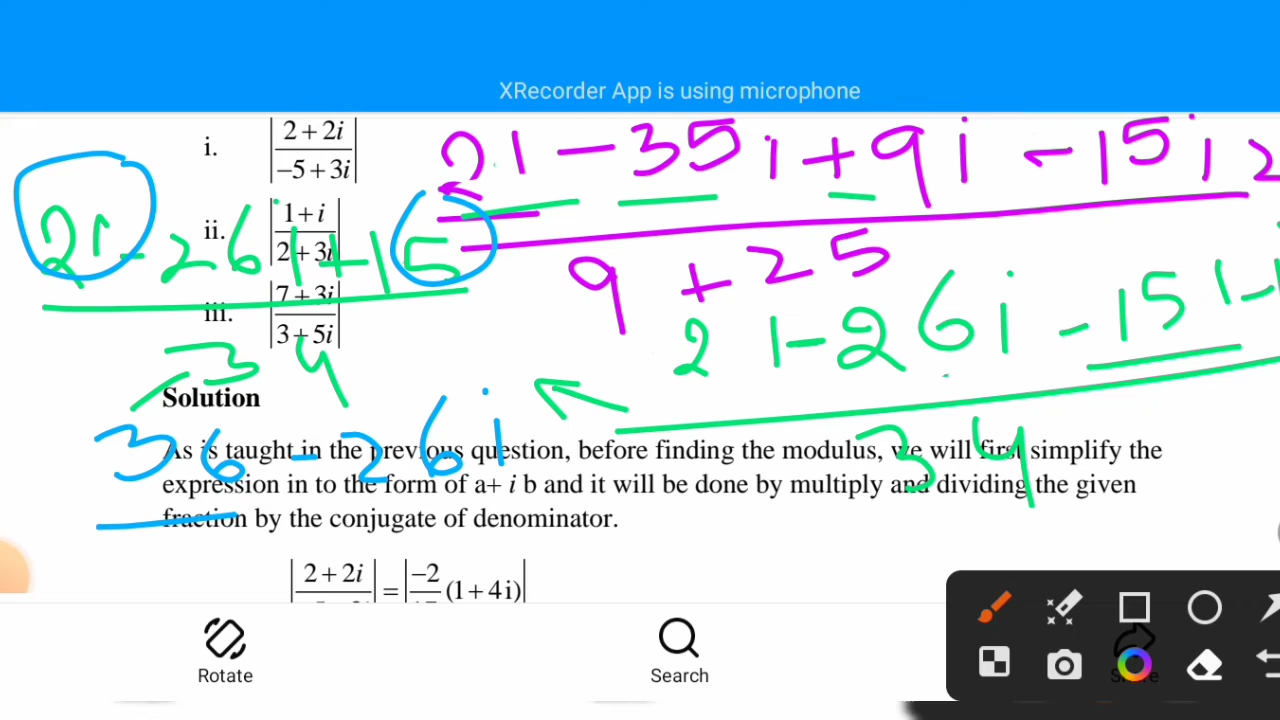 XRecorder App is using microphone
i. |2 + 2i / −5 + 3i|
21 − 35i + 9i − 15i2
9 + 25
ii. |1 + i / 2 + 3i|
21 − 26i + 15
34
iii. |7 + 3i / 3 + 5i|
21 − 26i − 15
34
36 − 26i
Solution
As is taught in the previous question, before finding the modulus, we will first simplify the
expression in to the form of a+ i b and it will be done by multiply and dividing the given
fraction by the conjugate of denominator.
|2 + 2i| = |−2 (1 + 4i)|
Rotate
Search
Share